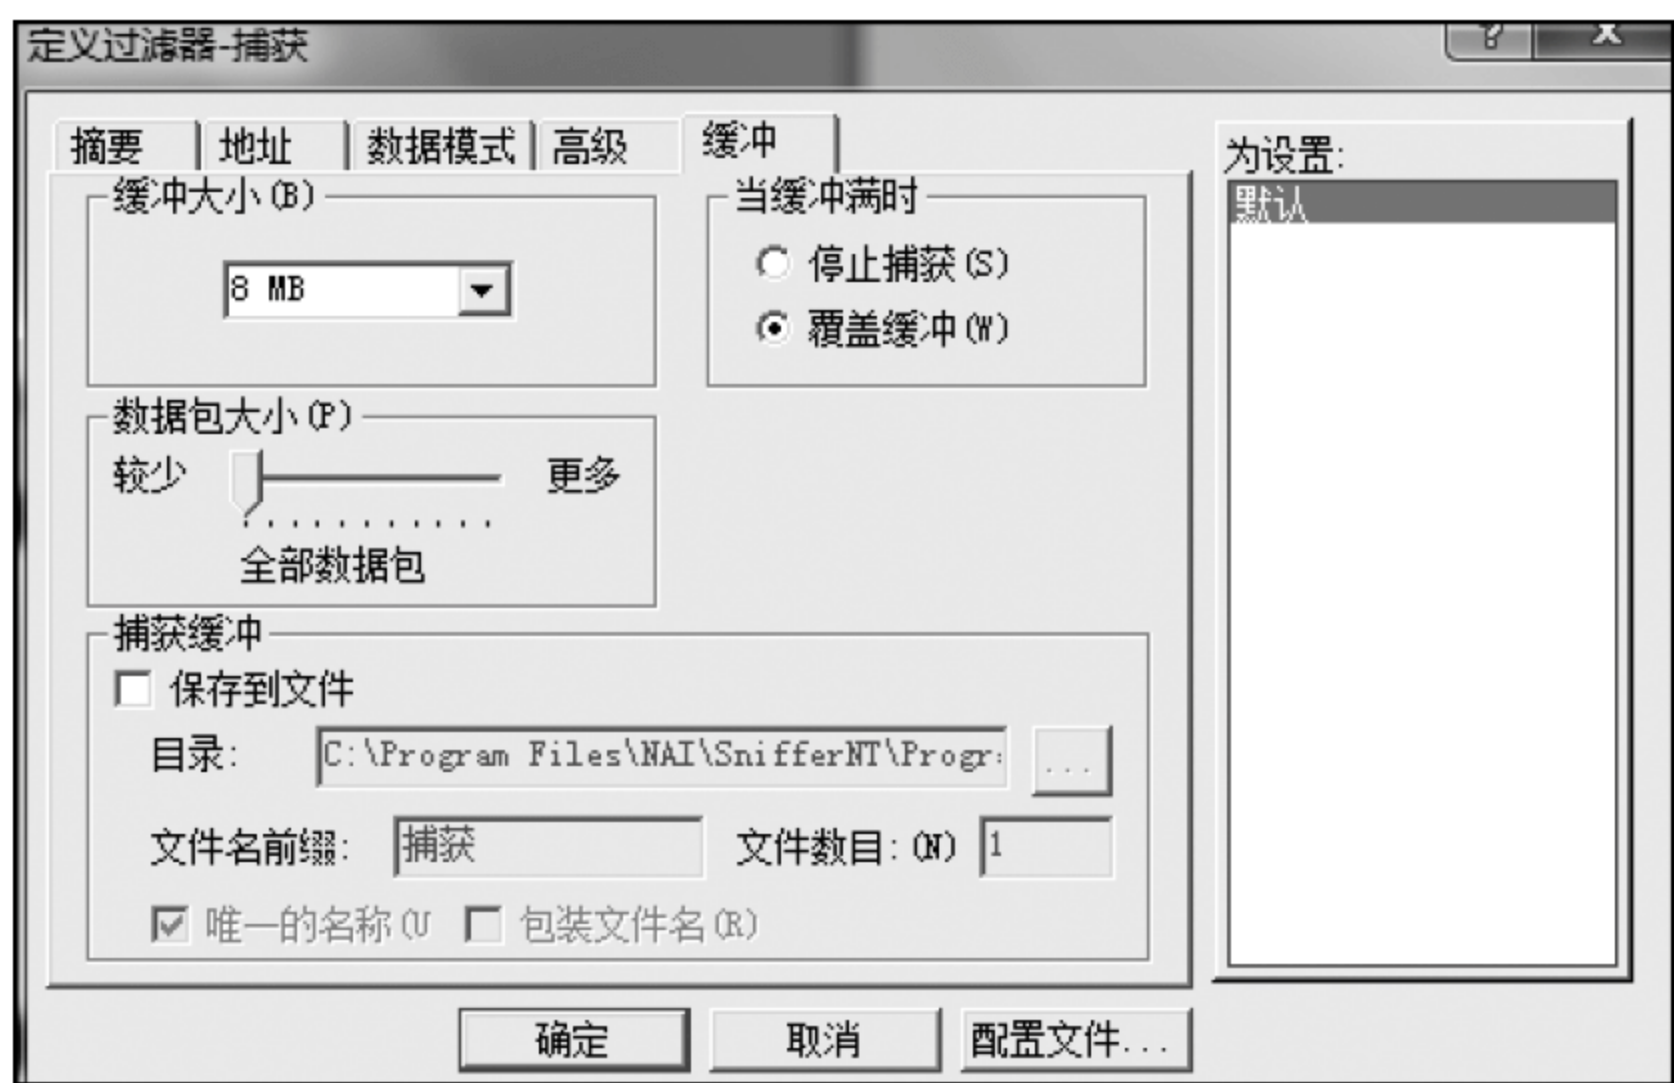 定义过滤器-捕获
? X
摘要 地址 数据模式 高级 缓冲
缓冲大小(B)
8 MB
当缓冲满时
停止捕获(S)
覆盖缓冲(W)
数据包大小(P)
较少 更多
全部数据包
捕获缓冲
保存到文件
目录: C:\Program Files\NAI\SnifferNT\Progr ...
文件名前缀: 捕获 文件数目:(N) 1
唯一的名称(U 包装文件名(R)
为设置:
默认
确定 取消 配置文件...